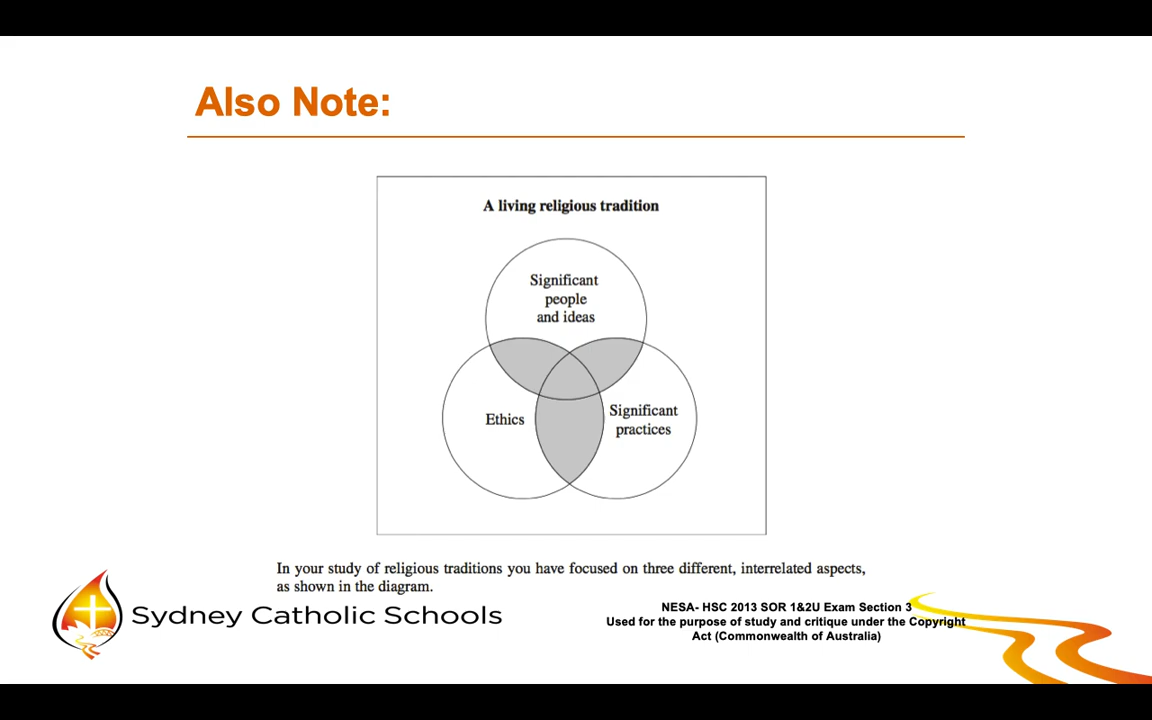 Also Note:
A living religious tradition
Significant
people
and ideas
Ethics
Significant
practices
In your study of religious traditions you have focused on three different, interrelated aspects,
as shown in the diagram.
Sydney Catholic Schools
NESA- HSC 2013 SOR 1&2U Exam Section 3
Used for the purpose of study and critique under the Copyright
Act (Commonwealth of Australia)